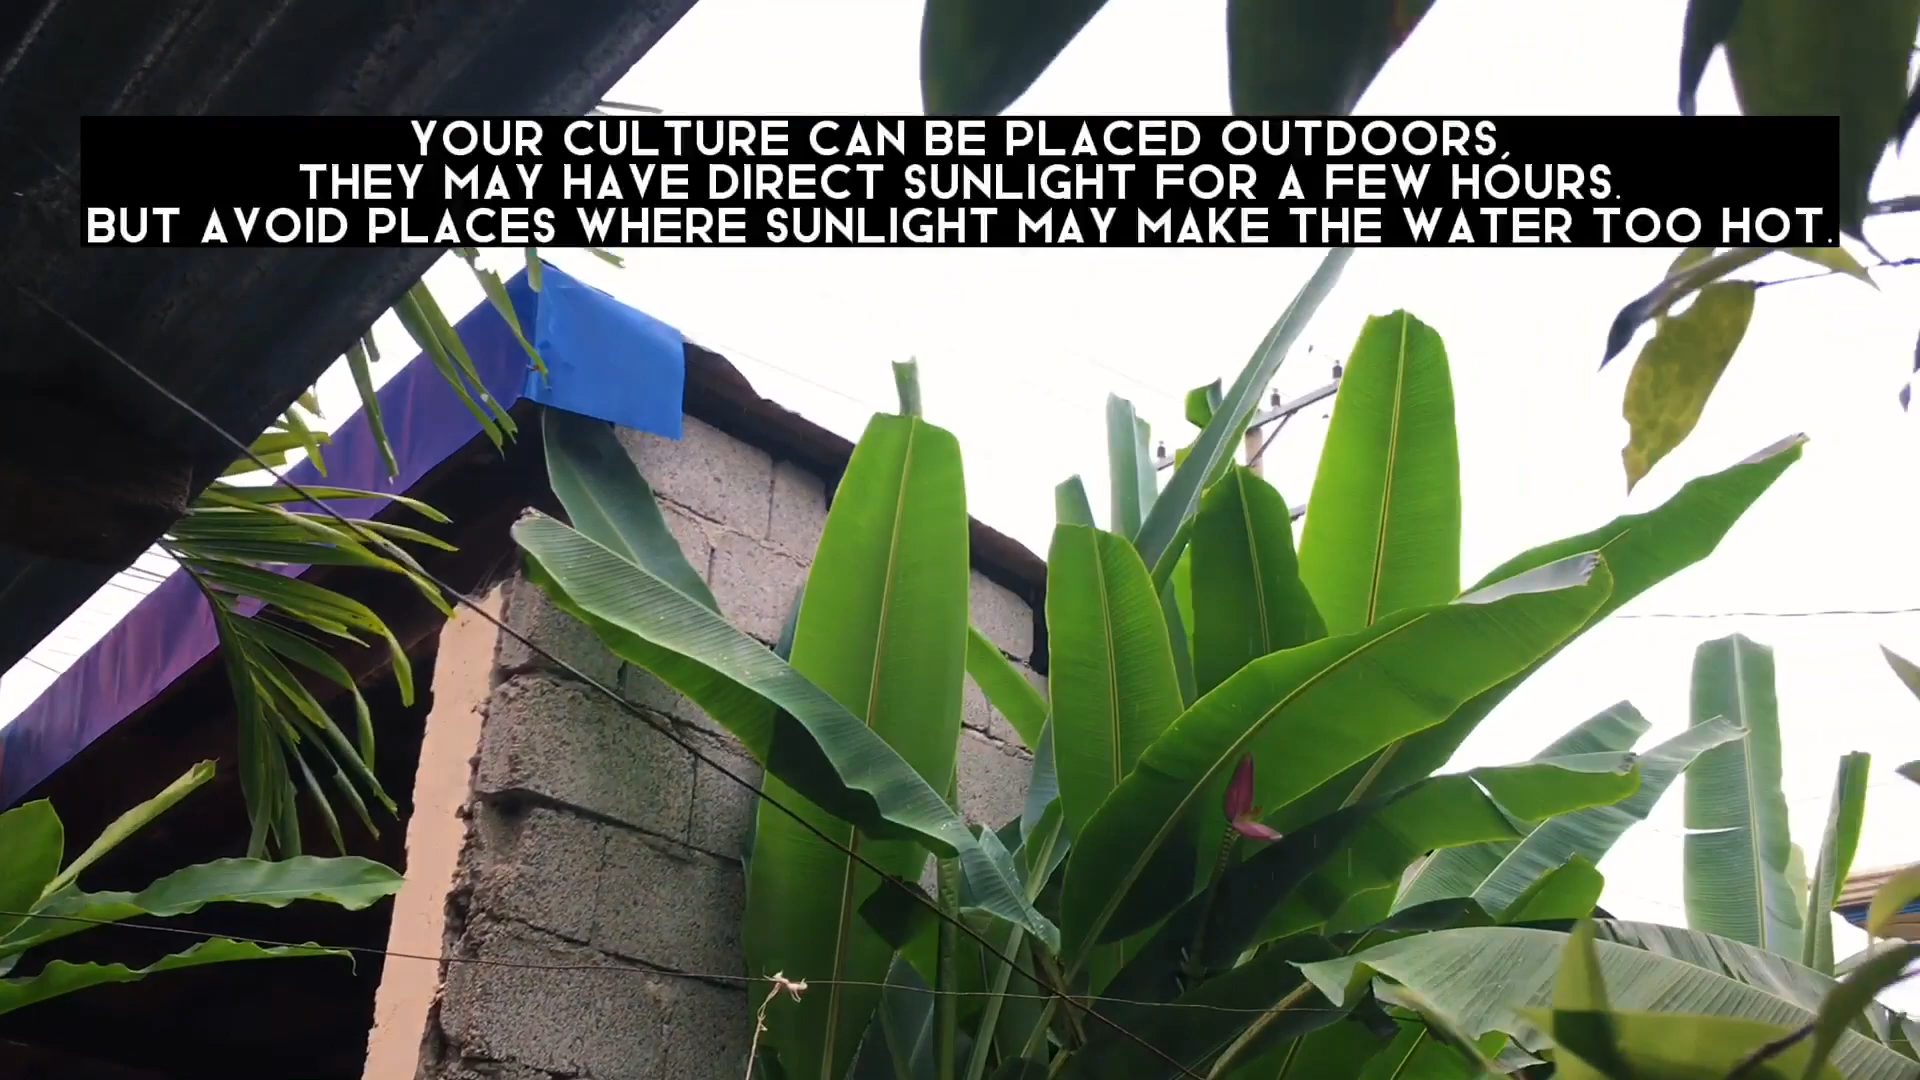 YOUR CULTURE CAN BE PLACED OUTDOORS,
THEY MAY HAVE DIRECT SUNLIGHT FOR A FEW HOURS.
BUT AVOID PLACES WHERE SUNLIGHT MAY MAKE THE WATER TOO HOT.